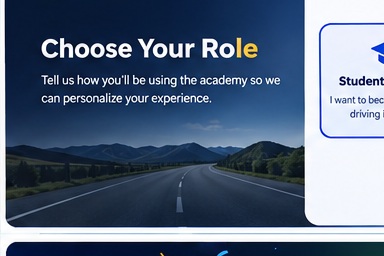 Choose Your Role
Tell us how you'll be using the academy so we
can personalize your experience.
Student
I want to
driving